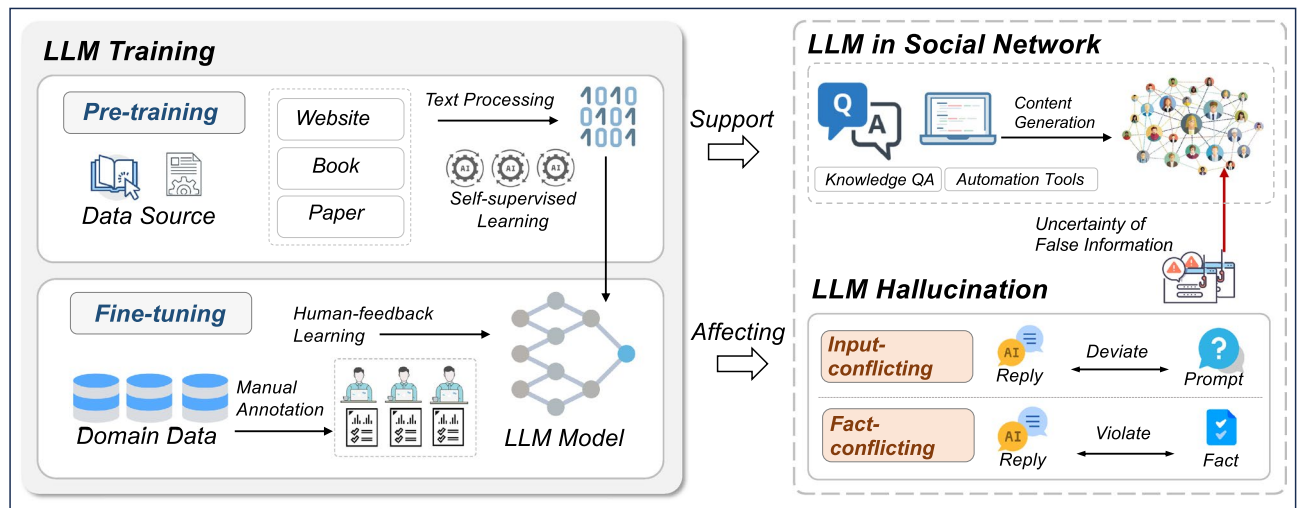 LLM Training
Pre-training
Data Source
Website
Book
Paper
Text Processing
1010
0101
1001
AI AI AI
Self-supervised
Learning
Fine-tuning
Human-feedback
Learning
Domain Data
Manual
Annotation
LLM Model
Support
Affecting
LLM in Social Network
Q
A
Knowledge QA
Automation Tools
Content
Generation
Uncertainty of
False Information
LLM Hallucination
Input-
conflicting
AI
Reply
Deviate
?
Prompt
Fact-
conflicting
AI
Reply
Violate
Fact